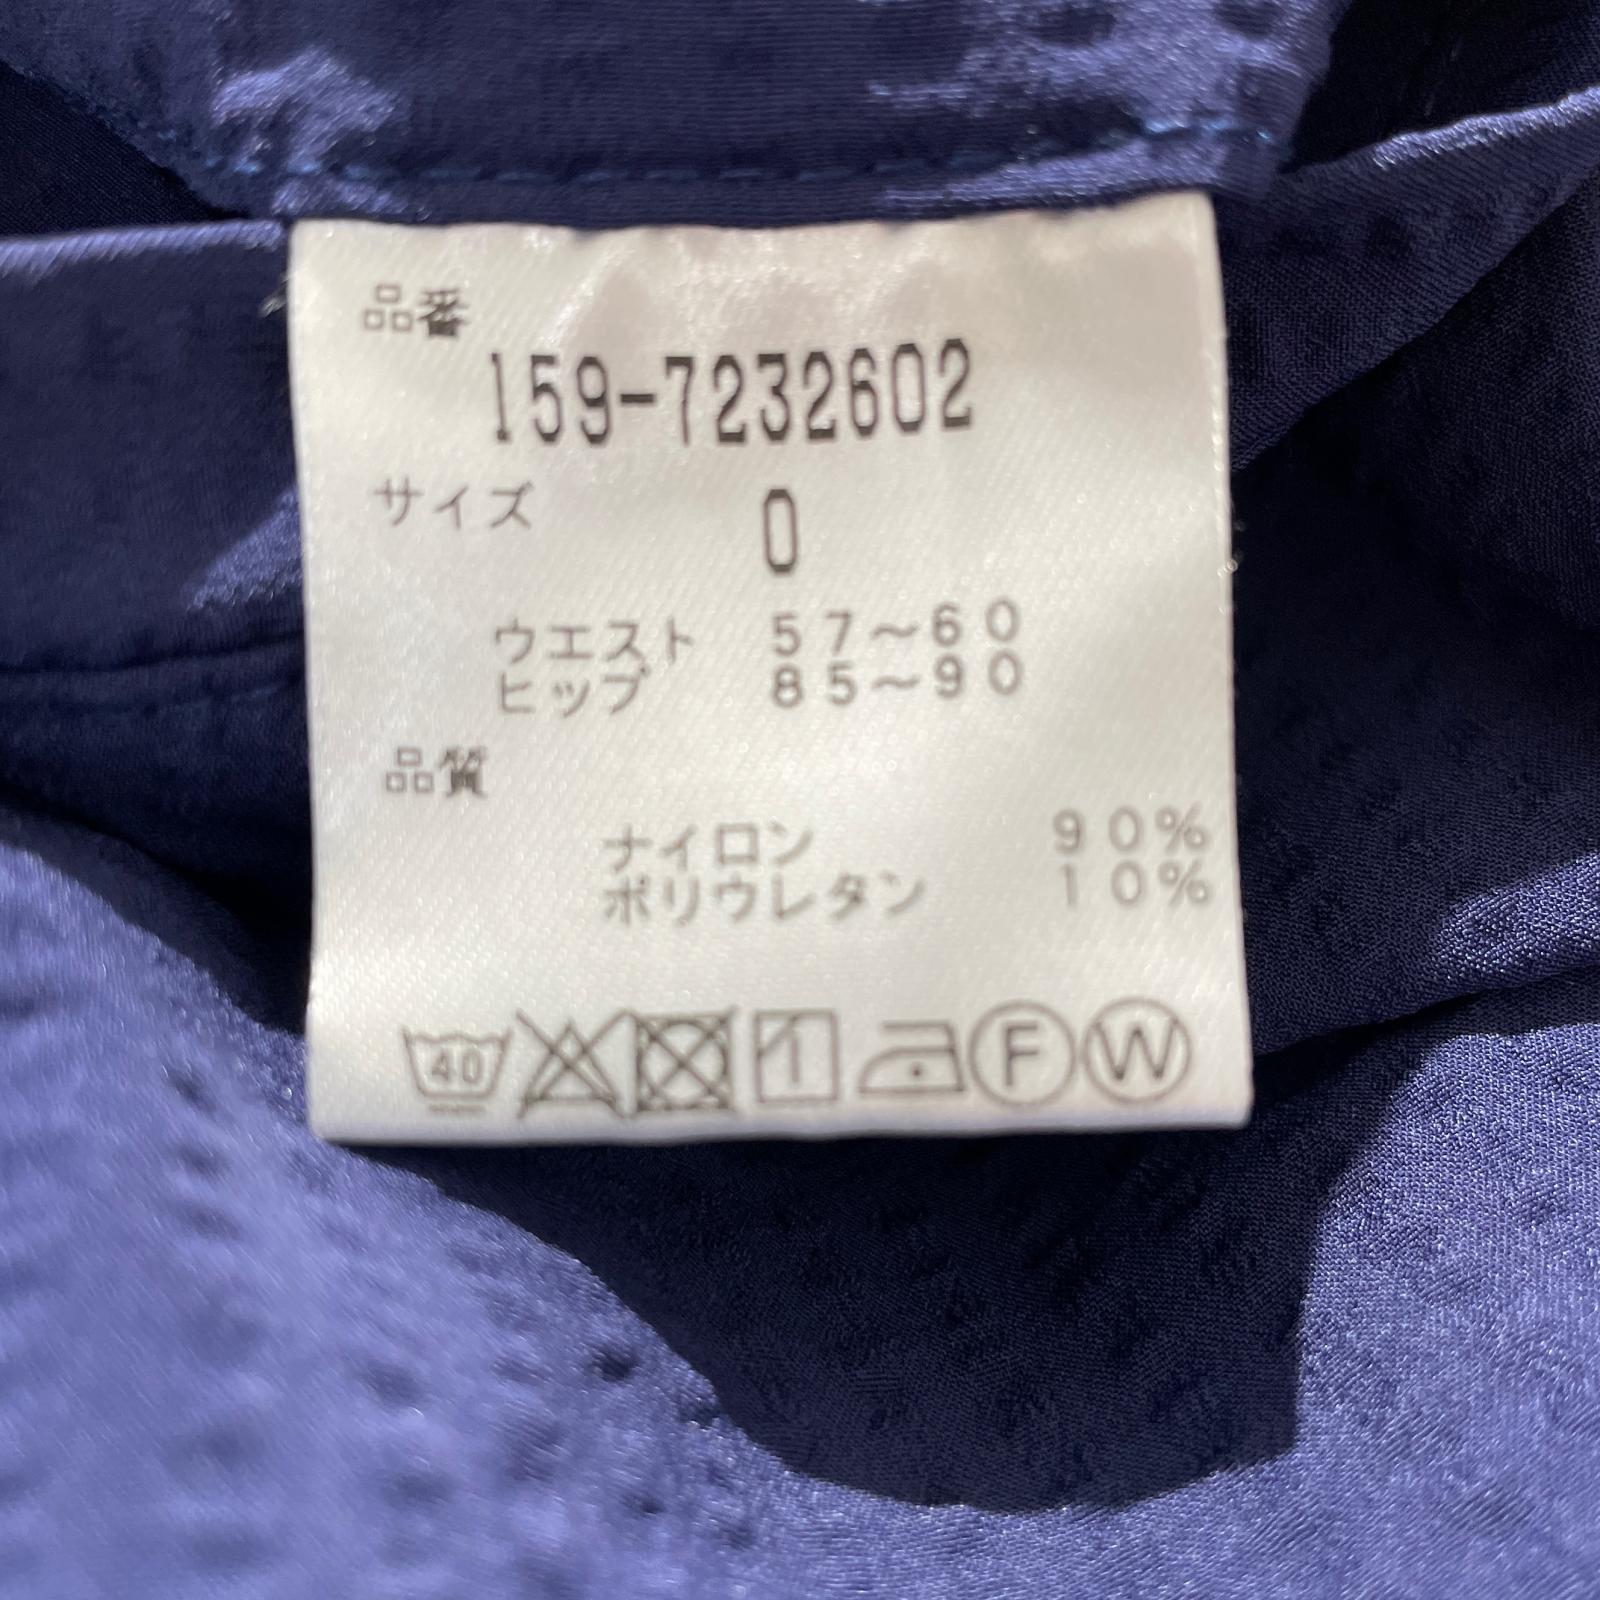 品番
159-7232602
サイズ 0
ウエスト 57～60
ヒップ 85～90
品質
ナイロン 90%
ポリウレタン 10%
40 1 F W